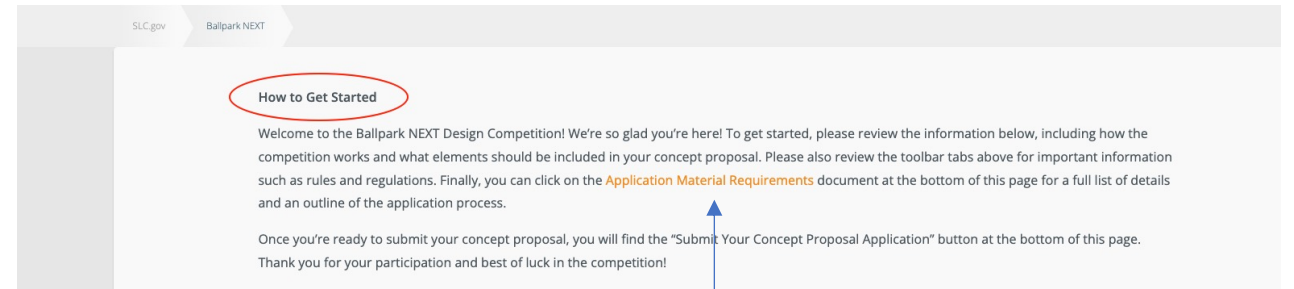 SLC.gov Ballpark NEXT
How to Get Started
Welcome to the Ballpark NEXT Design Competition! We're so glad you're here! To get started, please review the information below, including how the
competition works and what elements should be included in your concept proposal. Please also review the toolbar tabs above for important information
such as rules and regulations. Finally, you can click on the Application Material Requirements document at the bottom of this page for a full list of details
and an outline of the application process.
Once you're ready to submit your concept proposal, you will find the “Submit Your Concept Proposal Application” button at the bottom of this page.
Thank you for your participation and best of luck in the competition!